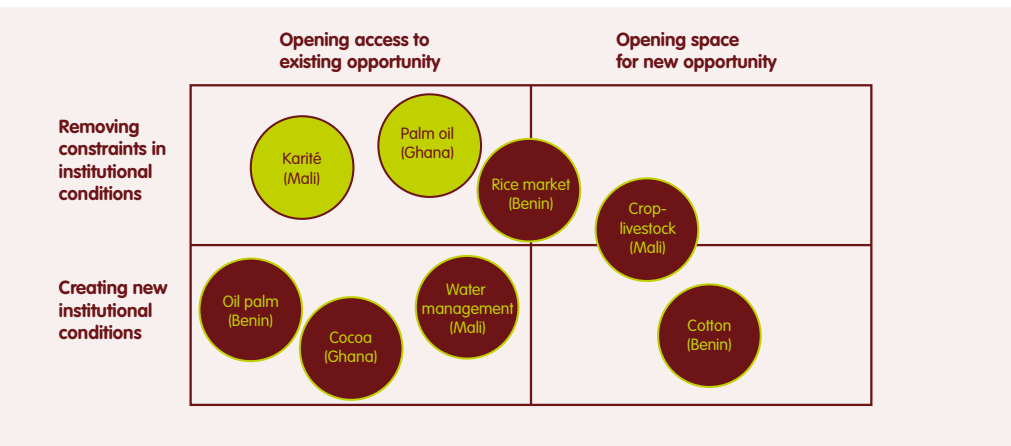 Opening access to
existing opportunity
Opening space
for new opportunity
Removing
constraints in
institutional
conditions
Karité
(Mali)
Palm oil
(Ghana)
Rice market
(Benin)
Crop-
livestock
(Mali)
Creating new
institutional
conditions
Oil palm
(Benin)
Cocoa
(Ghana)
Water
management
(Mali)
Cotton
(Benin)